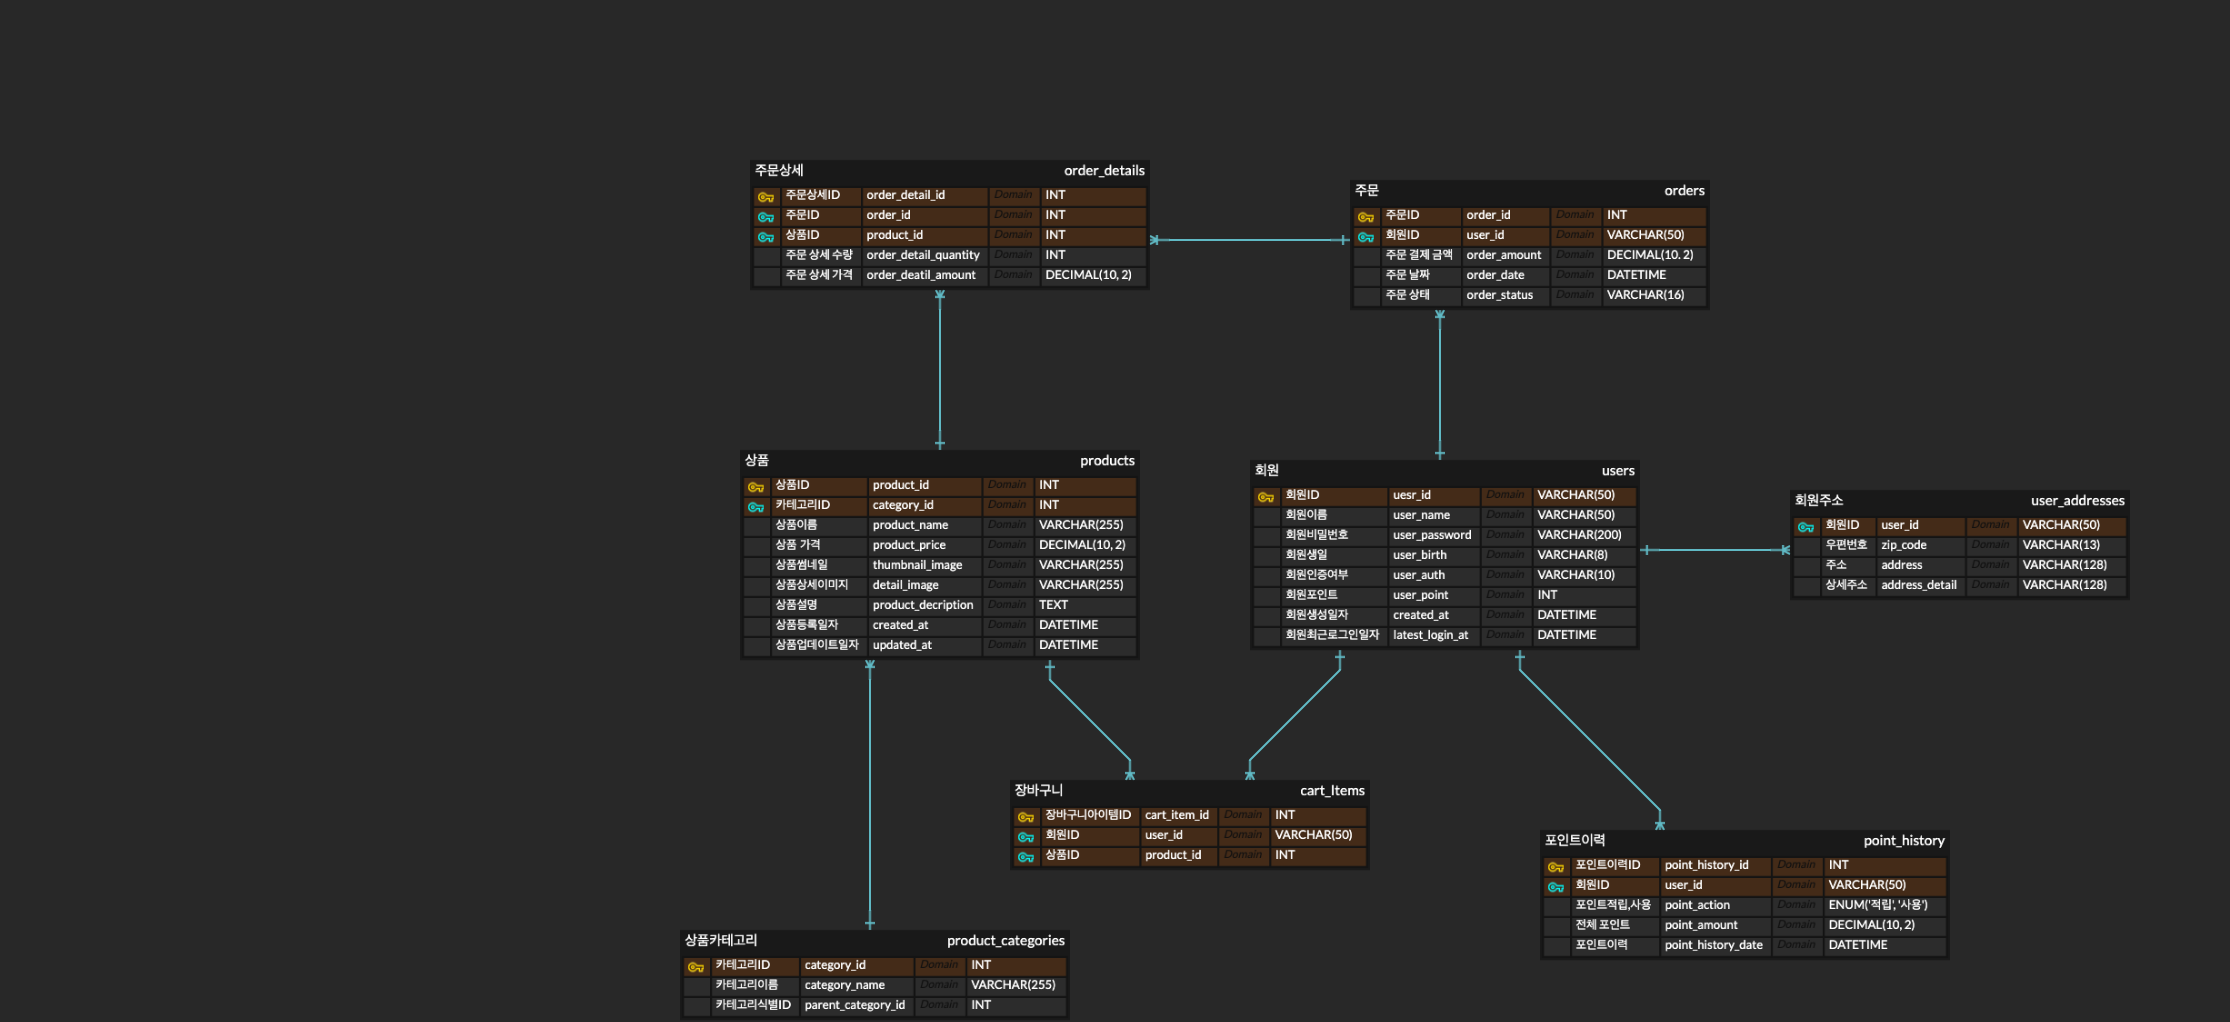 주문상세 order_details
주문상세ID order_detail_id Domain INT
주문ID order_id Domain INT
상품ID product_id Domain INT
주문 상세 수량 order_detail_quantity Domain INT
주문 상세 가격 order_deatil_amount Domain DECIMAL(10, 2)
주문 orders
주문ID order_id Domain INT
회원ID user_id Domain VARCHAR(50)
주문 결제 금액 order_amount Domain DECIMAL(10. 2)
주문 날짜 order_date Domain DATETIME
주문 상태 order_status Domain VARCHAR(16)
상품 products
상품ID product_id Domain INT
카테고리ID category_id Domain INT
상품이름 product_name Domain VARCHAR(255)
상품 가격 product_price Domain DECIMAL(10, 2)
상품썸네일 thumbnail_image Domain VARCHAR(255)
상품상세이미지 detail_image Domain VARCHAR(255)
상품설명 product_decription Domain TEXT
상품등록일자 created_at Domain DATETIME
상품업데이트일자 updated_at Domain DATETIME
회원 users
회원ID uesr_id Domain VARCHAR(50)
회원이름 user_name Domain VARCHAR(50)
회원비밀번호 user_password Domain VARCHAR(200)
회원생일 user_birth Domain VARCHAR(8)
회원인증여부 user_auth Domain VARCHAR(10)
회원포인트 user_point Domain INT
회원생성일자 created_at Domain DATETIME
회원최근로그인일자 latest_login_at Domain DATETIME
회원주소 user_addresses
회원ID user_id Domain VARCHAR(50)
우편번호 zip_code Domain VARCHAR(13)
주소 address Domain VARCHAR(128)
상세주소 address_detail Domain VARCHAR(128)
장바구니 cart_Items
장바구니아이템ID cart_item_id Domain INT
회원ID user_id Domain VARCHAR(50)
상품ID product_id Domain INT
포인트이력 point_history
포인트이력ID point_history_id Domain INT
회원ID user_id Domain VARCHAR(50)
포인트적립,사용 point_action Domain ENUM('적립', '사용')
전체 포인트 point_amount Domain DECIMAL(10, 2)
포인트이력 point_history_date Domain DATETIME
상품카테고리 product_categories
카테고리ID category_id Domain INT
카테고리이름 category_name Domain VARCHAR(255)
카테고리식별ID parent_category_id Domain INT